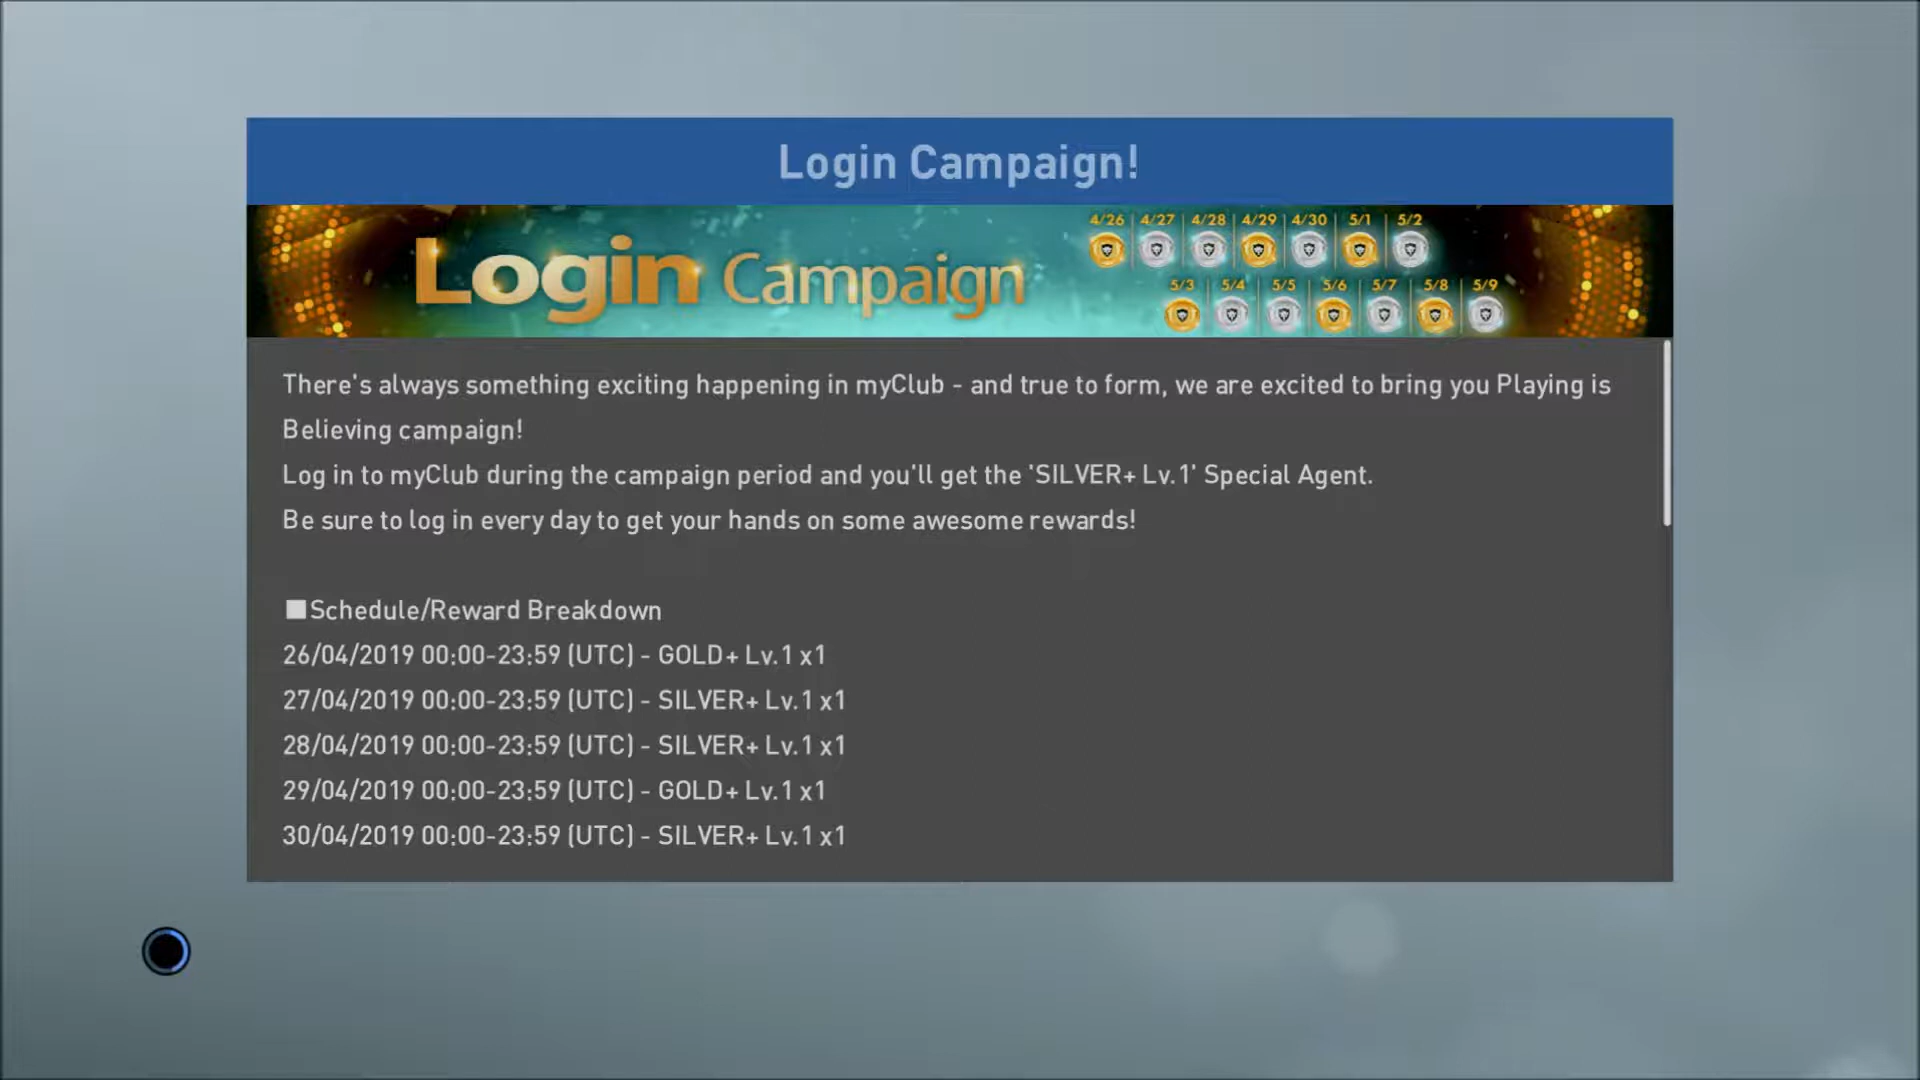 Login Campaign!
Login Campaign
4/26 4/27 4/28 4/29 4/30 5/1 5/2
5/3 5/4 5/5 5/6 5/7 5/8 5/9
There's always something exciting happening in myClub - and true to form, we are excited to bring you Playing is
Believing campaign!
Log in to myClub during the campaign period and you'll get the 'SILVER+ Lv.1' Special Agent.
Be sure to log in every day to get your hands on some awesome rewards!
■Schedule/Reward Breakdown
26/04/2019 00:00-23:59 (UTC) - GOLD+ Lv.1 x1
27/04/2019 00:00-23:59 (UTC) - SILVER+ Lv.1 x1
28/04/2019 00:00-23:59 (UTC) - SILVER+ Lv.1 x1
29/04/2019 00:00-23:59 (UTC) - GOLD+ Lv.1 x1
30/04/2019 00:00-23:59 (UTC) - SILVER+ Lv.1 x1